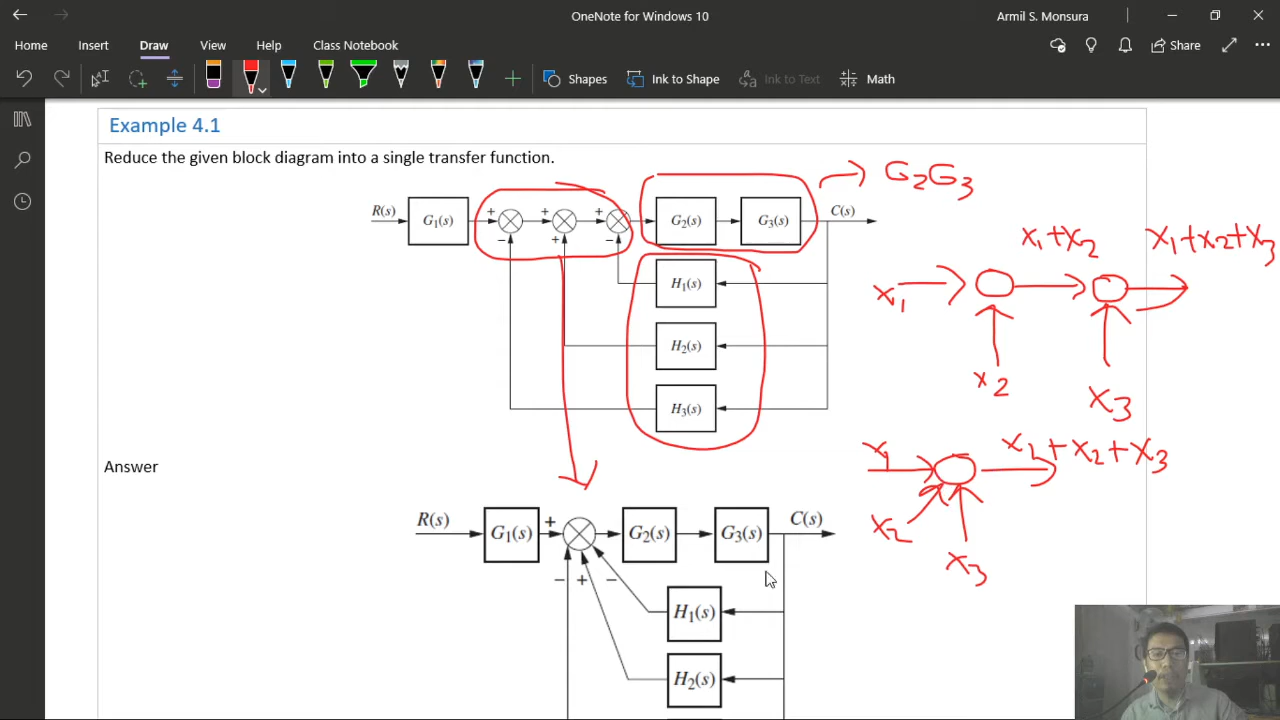 OneNote for Windows 10
Armil S. Monsura
Home Insert Draw View Help Class Notebook
Share
Shapes Ink to Shape Ink to Text Math
Example 4.1
Reduce the given block diagram into a single transfer function.
→ G2G3
R(s) G1(s) + + + G2(s) G3(s) C(s)
− + −
H1(s)
H2(s)
H3(s)
x1 x1+x2 x1+x2+x3
x2 x3
x1 x1+x2+x3
x2
x3
Answer
R(s) G1(s) + G2(s) G3(s) C(s)
− + −
H1(s)
H2(s)